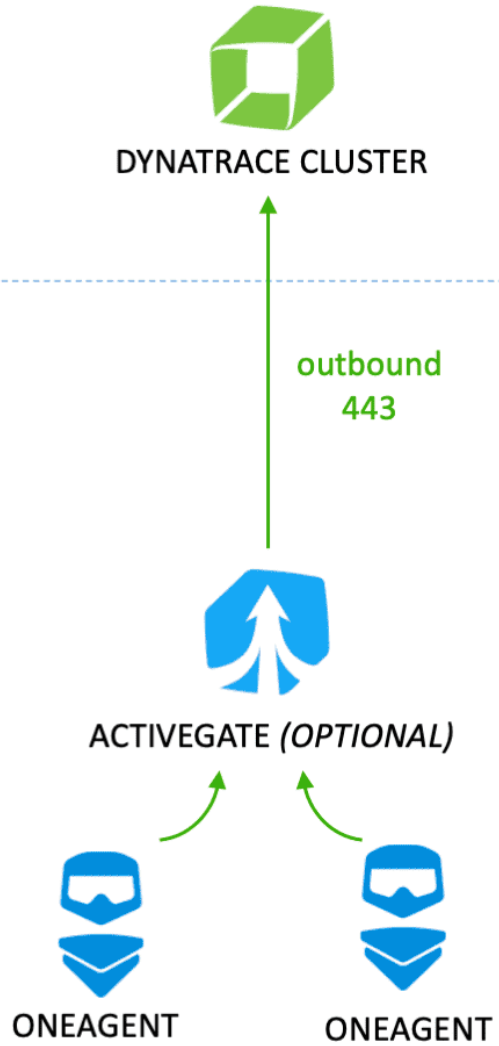 DYNATRACE CLUSTER
outbound
443
ACTIVEGATE (OPTIONAL)
ONEAGENT
ONEAGENT